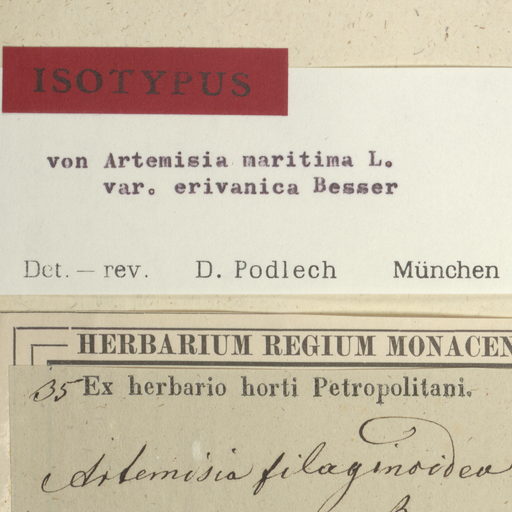 ISOTYPUS
von Artemisia maritima L.
var. erivanica Besser
Det. — rev. D. Podlech München
HERBARIUM REGIUM MONACEN
35 Ex herbario horti Petropolitani.
Artemisia filaginoidea